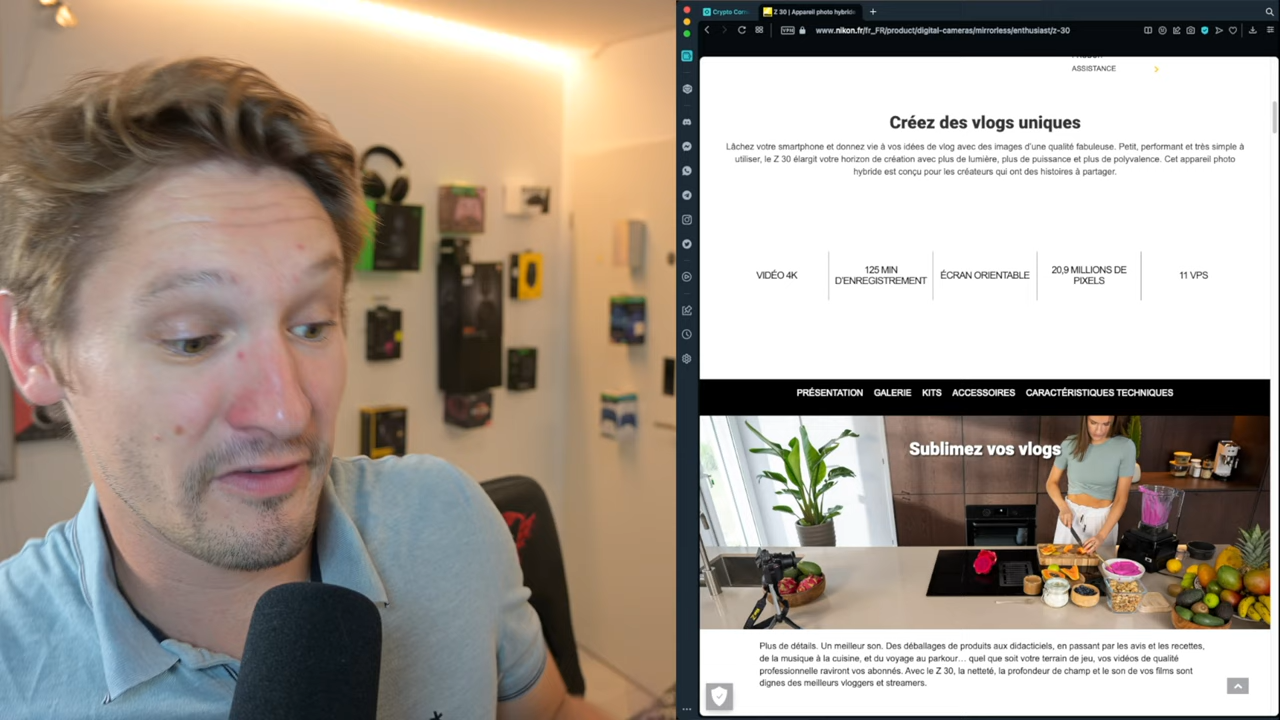 Crypto Corn
Z 30 | Appareil photo hybride
VPN
www.nikon.fr/fr_FR/product/digital-cameras/mirrorless/enthusiast/z-30
ASSISTANCE
Créez des vlogs uniques
Lâchez votre smartphone et donnez vie à vos idées de vlog avec des images d'une qualité fabuleuse. Petit, performant et très simple à
utiliser, le Z 30 élargit votre horizon de création avec plus de lumière, plus de puissance et plus de polyvalence. Cet appareil photo
hybride est conçu pour les créateurs qui ont des histoires à partager.
VIDÉO 4K
125 MIN
D'ENREGISTREMENT
ÉCRAN ORIENTABLE
20,9 MILLIONS DE
PIXELS
11 VPS
PRÉSENTATION GALERIE KITS ACCESSOIRES CARACTÉRISTIQUES TECHNIQUES
Sublimez vos vlogs
Plus de détails. Un meilleur son. Des déballages de produits aux didacticiels, en passant par les avis et les recettes,
de la musique à la cuisine, et du voyage au parkour… quel que soit votre terrain de jeu, vos vidéos de qualité
professionnelle raviront vos abonnés. Avec le Z 30, la netteté, la profondeur de champ et le son de vos films sont
dignes des meilleurs vloggers et streamers.